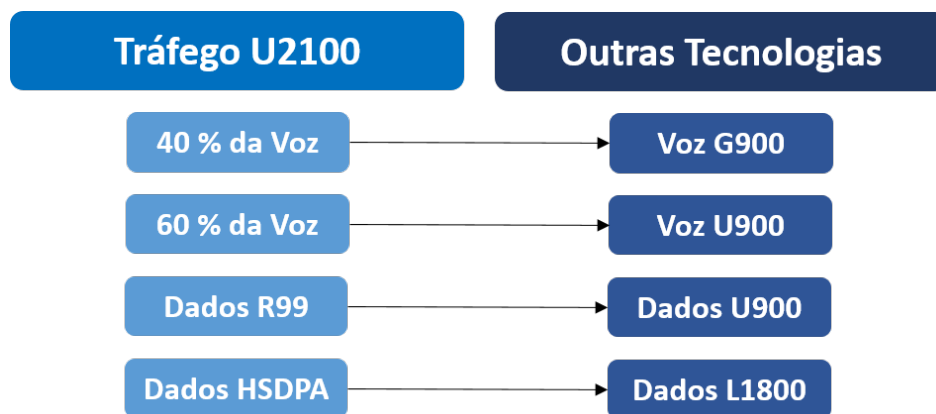 Tráfego U2100
Outras Tecnologias
40 % da Voz
Voz G900
60 % da Voz
Voz U900
Dados R99
Dados U900
Dados HSDPA
Dados L1800